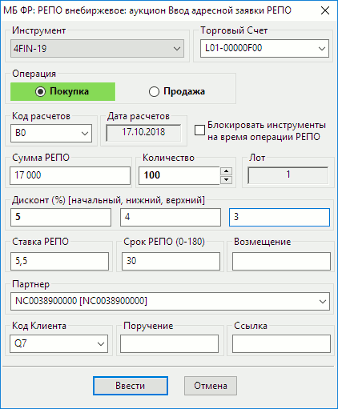 МБ ФР: РЕПО внебиржевое: аукцион Ввод адресной заявки РЕПО
Инструмент Торговый Счет
4FIN-19 L01-00000F00
Операция
Покупка Продажа
Код расчетов Дата расчетов
B0 17.10.2018 Блокировать инструменты на время операции РЕПО
Сумма РЕПО Количество Лот
17 000 100 1
Дисконт (%) [начальный, нижний, верхний]
5 4 3
Ставка РЕПО Срок РЕПО (0-180) Возмещение
5,5 30
Партнер
NC0038900000 [NC0038900000]
Код Клиента Поручение Ссылка
Q7
Ввести Отмена